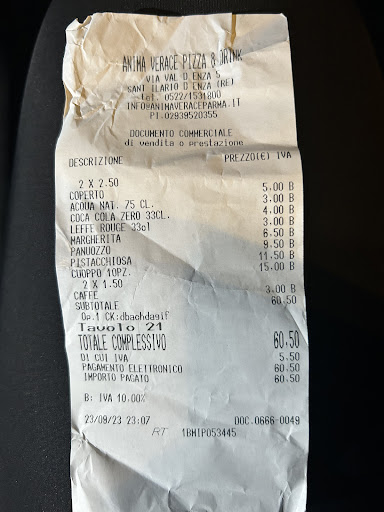 ANIMA VERACE PIZZA & DRINK
VIA VAL D ENZA 5
SANT ILARIO D ENZA (RE)
tel. 0522/1531800
INFO@ANIMAVERACEPARMA.IT
PI-02939520355
DOCUMENTO COMMERCIALE
di vendita o prestazione
DESCRIZIONE PREZZO(€) IVA
2 X 2.50
COPERTO 5.00 B
ACQUA NAT. 75 CL. 3.00 B
COCA COLA ZERO 33CL. 4.00 B
LEFFE ROUGE 33cl 3.00 B
MARGHERITA 6.50 B
PANUOZZO 9.50 B
PISTACCHIOSA 11.50 B
CUOPPO 10PZ. 15.00 B
2 X 1.50
CAFFE 3.00 B
SUBTOTALE 60.50
Op.1 CK:dbachdagif
Tavolo 21
TOTALE COMPLESSIVO 60.50
DI CUI IVA 5.50
PAGAMENTO ELETTRONICO 60.50
IMPORTO PAGATO 60.50
B: IVA 10.00%
23/09/23 23:07 DOC.0666-0049
RT 1BMIP053445